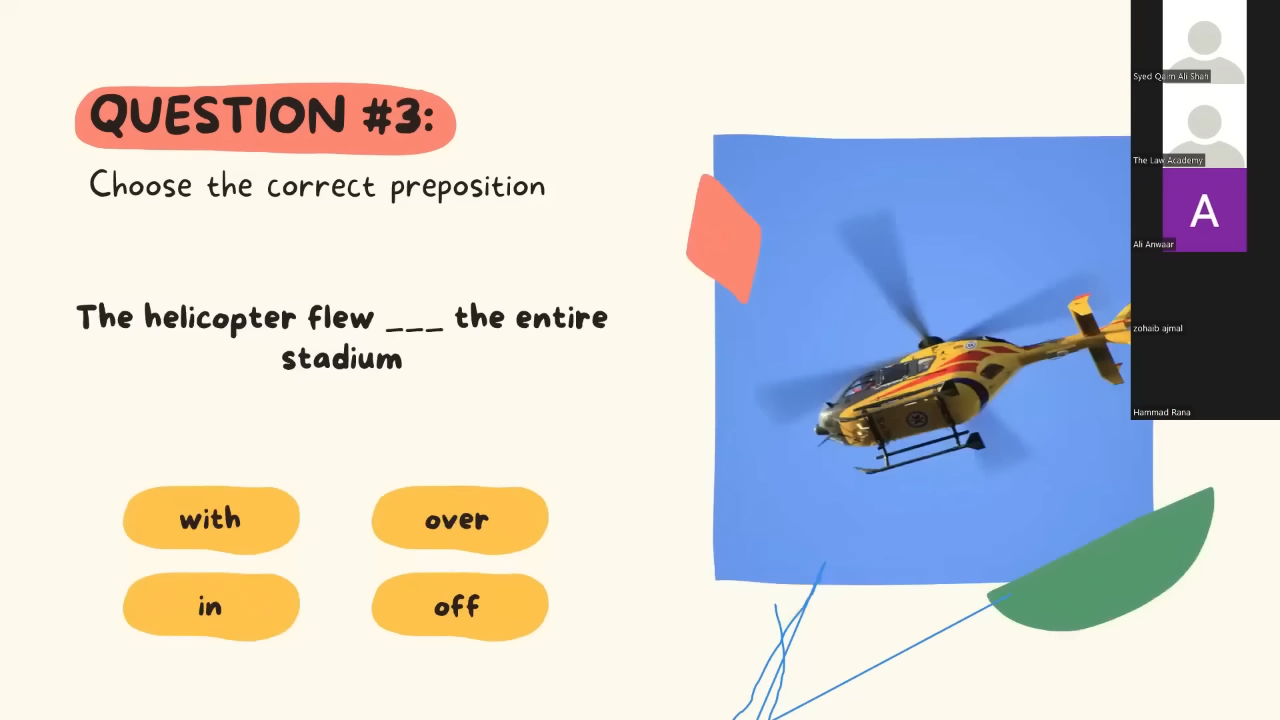 QUESTION #3:
Choose the correct preposition
The helicopter flew ___ the entire
stadium
with
over
in
off
Syed Qaim Ali Shah
The Law Academy
A
Ali Anwaar
zohaib ajmal
Hammad Rana